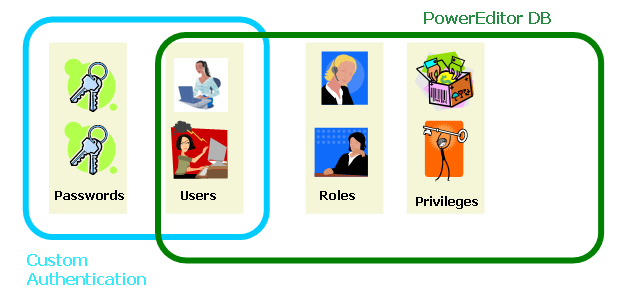 PowerEditor DB
Passwords
Users
Roles
Privileges
Custom
Authentication